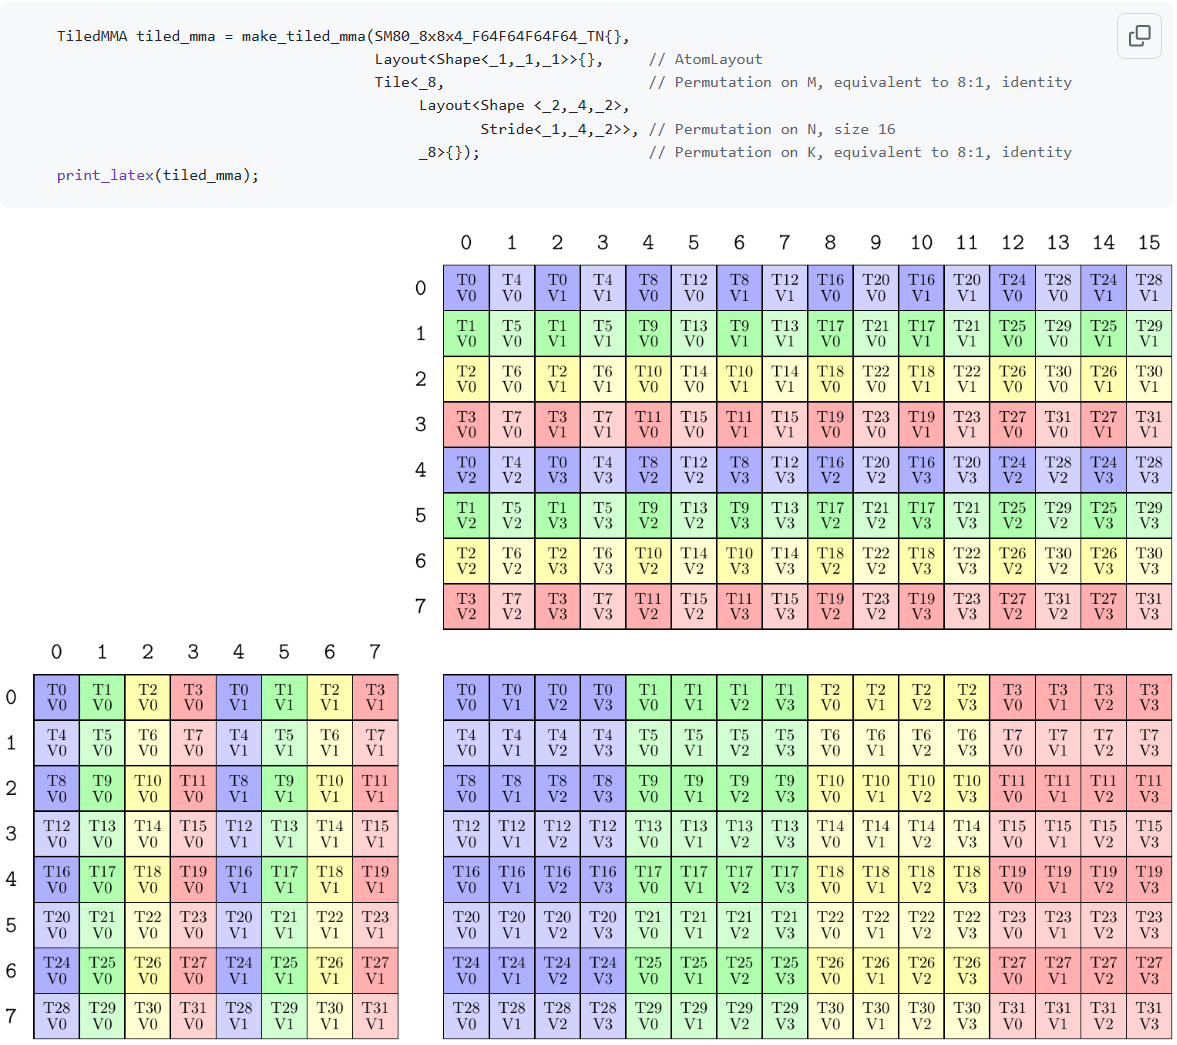 TiledMMA tiled_mma = make_tiled_mma(SM80_8x8x4_F64F64F64F64_TN{},
Layout<Shape<_1,_1,_1>>{}, // AtomLayout
Tile<_8, // Permutation on M, equivalent to 8:1, identity
Layout<Shape <_2,_4,_2>,
Stride<_1,_4,_2>>, // Permutation on N, size 16
_8>{}); // Permutation on K, equivalent to 8:1, identity
print_latex(tiled_mma);
0 1 2 3 4 5 6 7 8 9 10 11 12 13 14 15
0 T0 T4 T0 T4 T8 T12 T8 T12 T16 T20 T16 T20 T24 T28 T24 T28
V0 V0 V1 V1 V0 V0 V1 V1 V0 V0 V1 V1 V0 V0 V1 V1
1 T1 T5 T1 T5 T9 T13 T9 T13 T17 T21 T17 T21 T25 T29 T25 T29
V0 V0 V1 V1 V0 V0 V1 V1 V0 V0 V1 V1 V0 V0 V1 V1
2 T2 T6 T2 T6 T10 T14 T10 T14 T18 T22 T18 T22 T26 T30 T26 T30
V0 V0 V1 V1 V0 V0 V1 V1 V0 V0 V1 V1 V0 V0 V1 V1
3 T3 T7 T3 T7 T11 T15 T11 T15 T19 T23 T19 T23 T27 T31 T27 T31
V0 V0 V1 V1 V0 V0 V1 V1 V0 V0 V1 V1 V0 V0 V1 V1
4 T0 T4 T0 T4 T8 T12 T8 T12 T16 T20 T16 T20 T24 T28 T24 T28
V2 V2 V3 V3 V2 V2 V3 V3 V2 V2 V3 V3 V2 V2 V3 V3
5 T1 T5 T1 T5 T9 T13 T9 T13 T17 T21 T17 T21 T25 T29 T25 T29
V2 V2 V3 V3 V2 V2 V3 V3 V2 V2 V3 V3 V2 V2 V3 V3
6 T2 T6 T2 T6 T10 T14 T10 T14 T18 T22 T18 T22 T26 T30 T26 T30
V2 V2 V3 V3 V2 V2 V3 V3 V2 V2 V3 V3 V2 V2 V3 V3
7 T3 T7 T3 T7 T11 T15 T11 T15 T19 T23 T19 T23 T27 T31 T27 T31
V2 V2 V3 V3 V2 V2 V3 V3 V2 V2 V3 V3 V2 V2 V3 V3
0 1 2 3 4 5 6 7
0 T0 T1 T2 T3 T0 T1 T2 T3 T0 T0 T0 T0 T1 T1 T1 T1 T2 T2 T2 T2 T3 T3 T3 T3
V0 V0 V0 V0 V1 V1 V1 V1 V0 V1 V2 V3 V0 V1 V2 V3 V0 V1 V2 V3 V0 V1 V2 V3
1 T4 T5 T6 T7 T4 T5 T6 T7 T4 T4 T4 T4 T5 T5 T5 T5 T6 T6 T6 T6 T7 T7 T7 T7
V0 V0 V0 V0 V1 V1 V1 V1 V0 V1 V2 V3 V0 V1 V2 V3 V0 V1 V2 V3 V0 V1 V2 V3
2 T8 T9 T10 T11 T8 T9 T10 T11 T8 T8 T8 T8 T9 T9 T9 T9 T10 T10 T10 T10 T11 T11 T11 T11
V0 V0 V0 V0 V1 V1 V1 V1 V0 V1 V2 V3 V0 V1 V2 V3 V0 V1 V2 V3 V0 V1 V2 V3
3 T12 T13 T14 T15 T12 T13 T14 T15 T12 T12 T12 T12 T13 T13 T13 T13 T14 T14 T14 T14 T15 T15 T15 T15
V0 V0 V0 V0 V1 V1 V1 V1 V0 V1 V2 V3 V0 V1 V2 V3 V0 V1 V2 V3 V0 V1 V2 V3
4 T16 T17 T18 T19 T16 T17 T18 T19 T16 T16 T16 T16 T17 T17 T17 T17 T18 T18 T18 T18 T19 T19 T19 T19
V0 V0 V0 V0 V1 V1 V1 V1 V0 V1 V2 V3 V0 V1 V2 V3 V0 V1 V2 V3 V0 V1 V2 V3
5 T20 T21 T22 T23 T20 T21 T22 T23 T20 T20 T20 T20 T21 T21 T21 T21 T22 T22 T22 T22 T23 T23 T23 T23
V0 V0 V0 V0 V1 V1 V1 V1 V0 V1 V2 V3 V0 V1 V2 V3 V0 V1 V2 V3 V0 V1 V2 V3
6 T24 T25 T26 T27 T24 T25 T26 T27 T24 T24 T24 T24 T25 T25 T25 T25 T26 T26 T26 T26 T27 T27 T27 T27
V0 V0 V0 V0 V1 V1 V1 V1 V0 V1 V2 V3 V0 V1 V2 V3 V0 V1 V2 V3 V0 V1 V2 V3
7 T28 T29 T30 T31 T28 T29 T30 T31 T28 T28 T28 T28 T29 T29 T29 T29 T30 T30 T30 T30 T31 T31 T31 T31
V0 V0 V0 V0 V1 V1 V1 V1 V0 V1 V2 V3 V0 V1 V2 V3 V0 V1 V2 V3 V0 V1 V2 V3